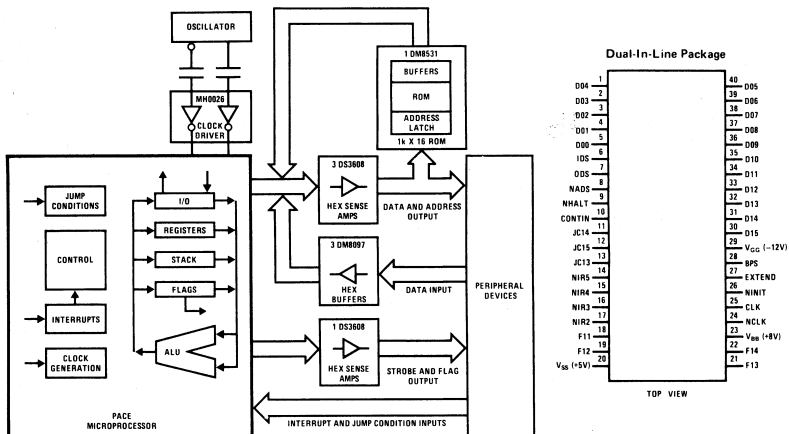 OSCILLATOR
MH0026
CLOCK
DRIVER
1 DM8531
BUFFERS
ROM
ADDRESS
LATCH
1k X 16 ROM
JUMP
CONDITIONS
CONTROL
INTERRUPTS
CLOCK
GENERATION
I/O
REGISTERS
STACK
FLAGS
ALU
PACE
MICROPROCESSOR
3 DS3608
HEX SENSE
AMPS
DATA AND ADDRESS
OUTPUT
3 DM8097
HEX
BUFFERS
DATA INPUT
1 DS3608
HEX SENSE
AMPS
STROBE AND FLAG
OUTPUT
INTERRUPT AND JUMP CONDITION INPUTS
PERIPHERAL
DEVICES
Dual-In-Line Package
D04 1 40 D05
D03 2 39 D06
D02 3 38 D07
D01 4 37 D08
D00 5 36 D09
IDS 6 35 D10
ODS 7 34 D11
NADS 8 33 D12
NHALT 9 32 D13
CONTIN 10 31 D14
JC14 11 30 D15
JC15 12 29 VGG (−12V)
JC13 13 28 BPS
NIR5 14 27 EXTEND
NIR4 15 26 NINIT
NIR3 16 25 CLK
NIR2 17 24 NCLK
F11 18 23 VBB (+8V)
F12 19 22 F14
VSS (+5V) 20 21 F13
TOP VIEW